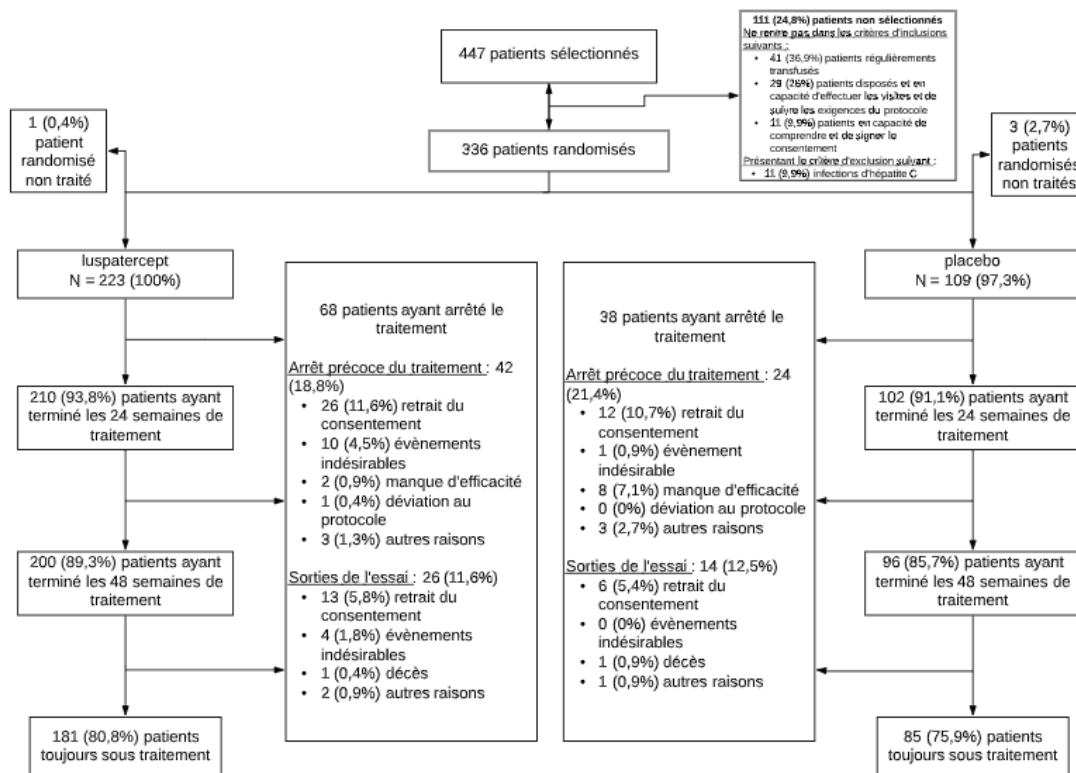 447 patients sélectionnés
111 (24,8%) patients non sélectionnés
Ne rentre pas dans les critères d'inclusions
suivants :
• 41 (36,9%) patients régulièrements
transfusés
• 29 (26%) patients disposés et en
capacité d'effectuer les visites et de
suivre les exigences du protocole
• 11 (9,9%) patients en capacité de
comprendre et de signer le
consentement
Présentant le critère d'exclusion suivant :
• 11 (9,9%) infections d'hépatite C
336 patients randomisés
1 (0,4%)
patient
randomisé
non traité
3 (2,7%)
patients
randomisés
non traités
luspatercept
N = 223 (100%)
placebo
N = 109 (97,3%)
68 patients ayant arrêté le
traitement
Arrêt précoce du traitement : 42
(18,8%)
• 26 (11,6%) retrait du
consentement
• 10 (4,5%) évènements
indésirables
• 2 (0,9%) manque d'efficacité
• 1 (0,4%) déviation au
protocole
• 3 (1,3%) autres raisons
Sorties de l'essai : 26 (11,6%)
• 13 (5,8%) retrait du
consentement
• 4 (1,8%) évènements
indésirables
• 1 (0,4%) décès
• 2 (0,9%) autres raisons
38 patients ayant arrêté le
traitement
Arrêt précoce du traitement : 24
(21,4%)
• 12 (10,7%) retrait du
consentement
• 1 (0,9%) évènement
indésirable
• 8 (7,1%) manque d'efficacité
• 0 (0%) déviation au protocole
• 3 (2,7%) autres raisons
Sorties de l'essai : 14 (12,5%)
• 6 (5,4%) retrait du
consentement
• 0 (0%) évènements
indésirables
• 1 (0,9%) décès
• 1 (0,9%) autres raisons
210 (93,8%) patients ayant
terminé les 24 semaines de
traitement
102 (91,1%) patients ayant
terminé les 24 semaines de
traitement
200 (89,3%) patients ayant
terminé les 48 semaines de
traitement
96 (85,7%) patients ayant
terminé les 48 semaines de
traitement
181 (80,8%) patients
toujours sous traitement
85 (75,9%) patients
toujours sous traitement